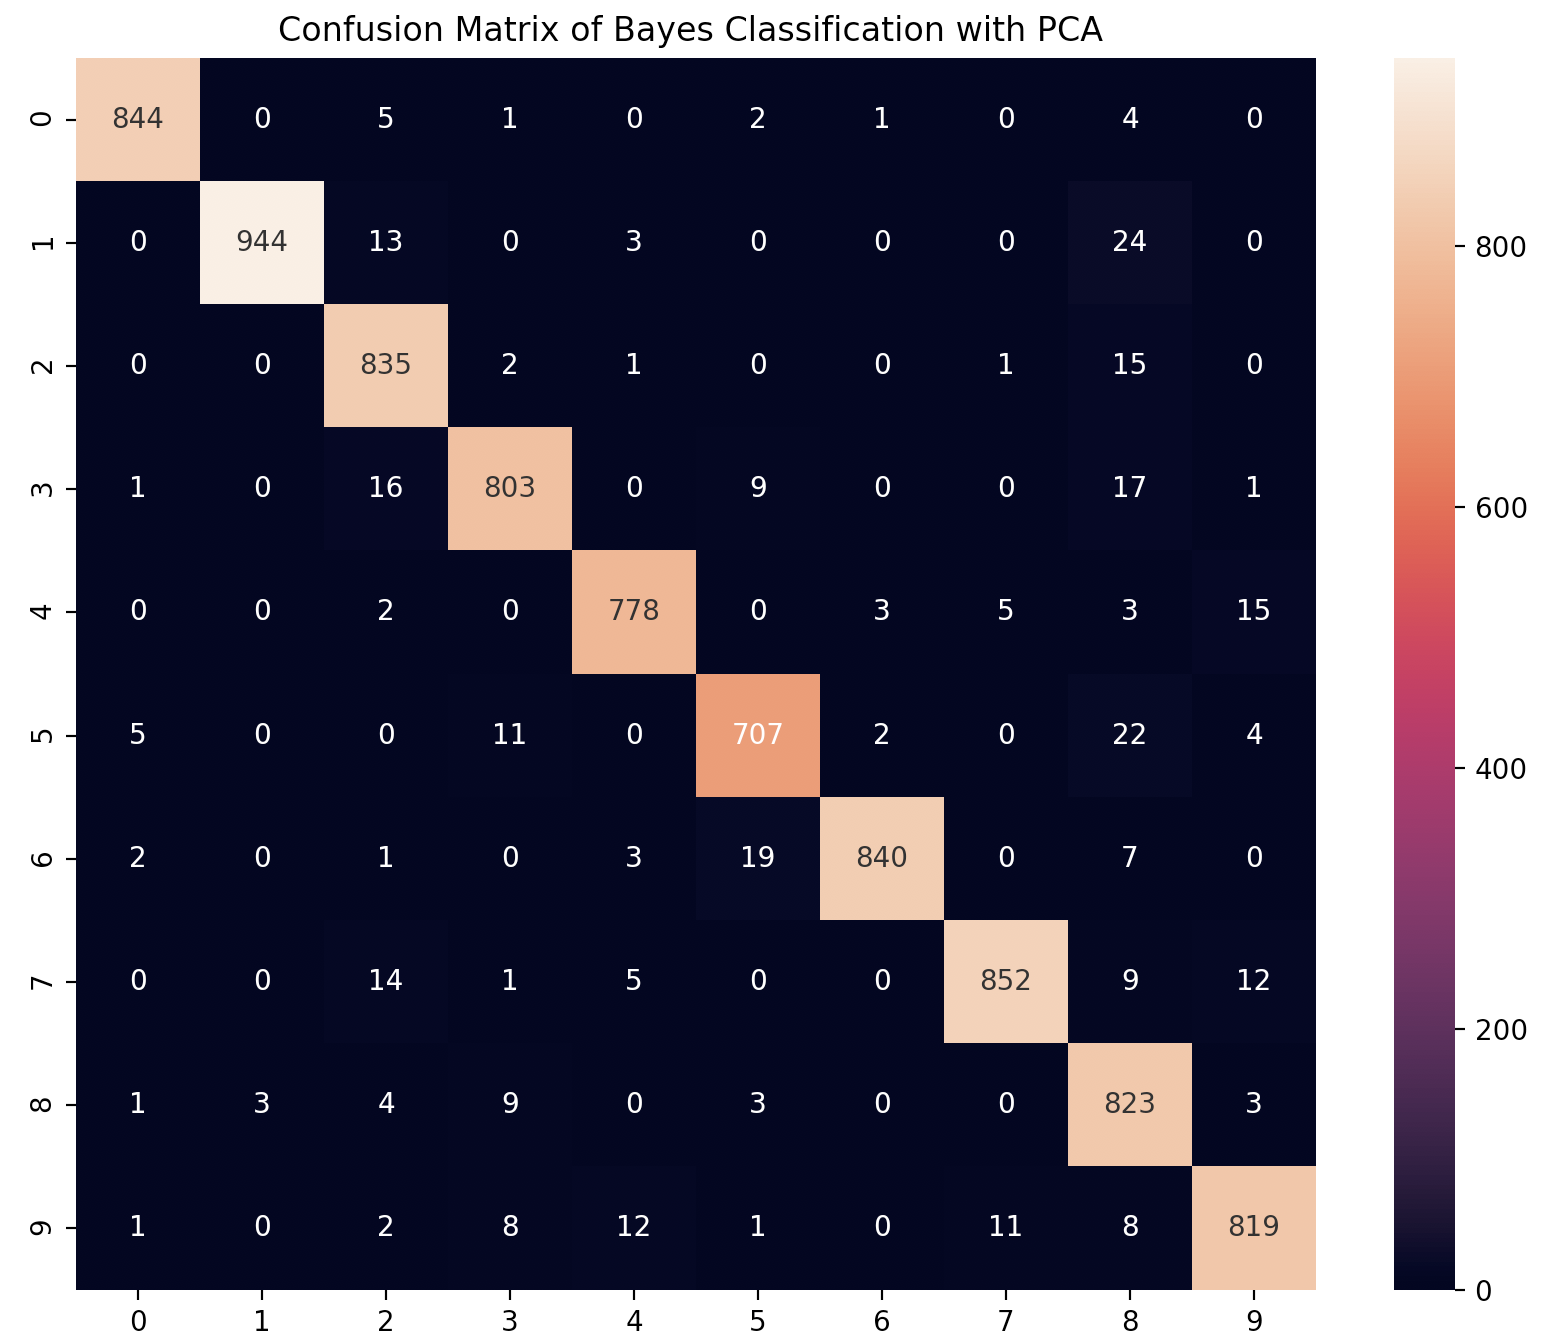 Confusion Matrix of Bayes Classification with PCA
0 844 0 5 1 0 2 1 0 4 0
1 0 944 13 0 3 0 0 0 24 0
2 0 0 835 2 1 0 0 1 15 0
3 1 0 16 803 0 9 0 0 17 1
4 0 0 2 0 778 0 3 5 3 15
5 5 0 0 11 0 707 2 0 22 4
6 2 0 1 0 3 19 840 0 7 0
7 0 0 14 1 5 0 0 852 9 12
8 1 3 4 9 0 3 0 0 823 3
9 1 0 2 8 12 1 0 11 8 819
0 1 2 3 4 5 6 7 8 9
800
600
400
200
0